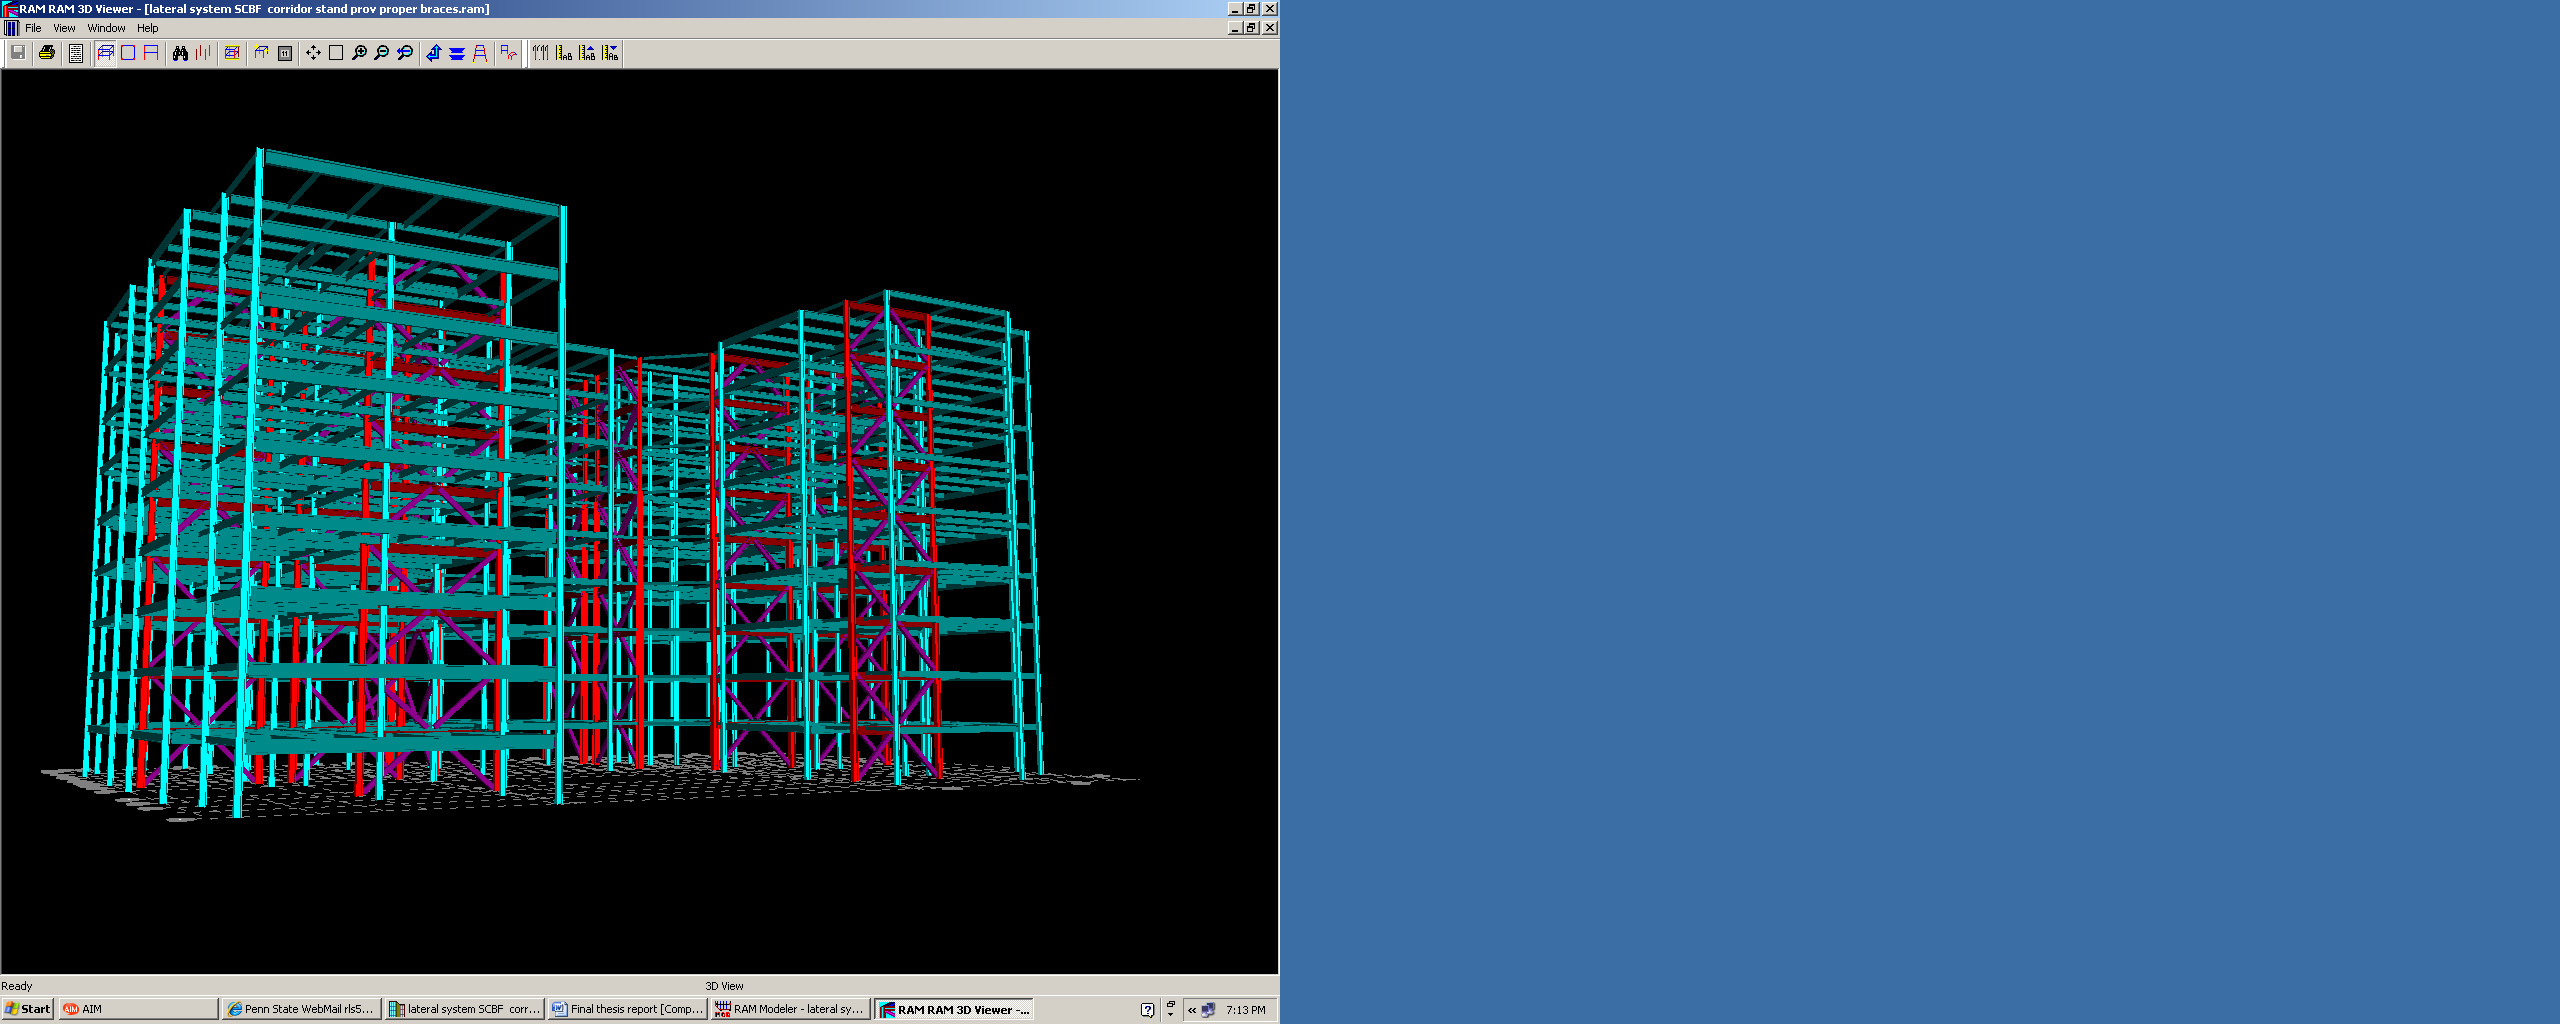 RAM RAM 3D Viewer - [lateral system SCBF  corridor stand prov proper braces.ram]
File View Window Help
Ready 3D View
Start AIM Penn State WebMail rls5... lateral system SCBF  corr... Final thesis report [Comp... RAM Modeler - lateral sy... RAM RAM 3D Viewer -... 7:13 PM